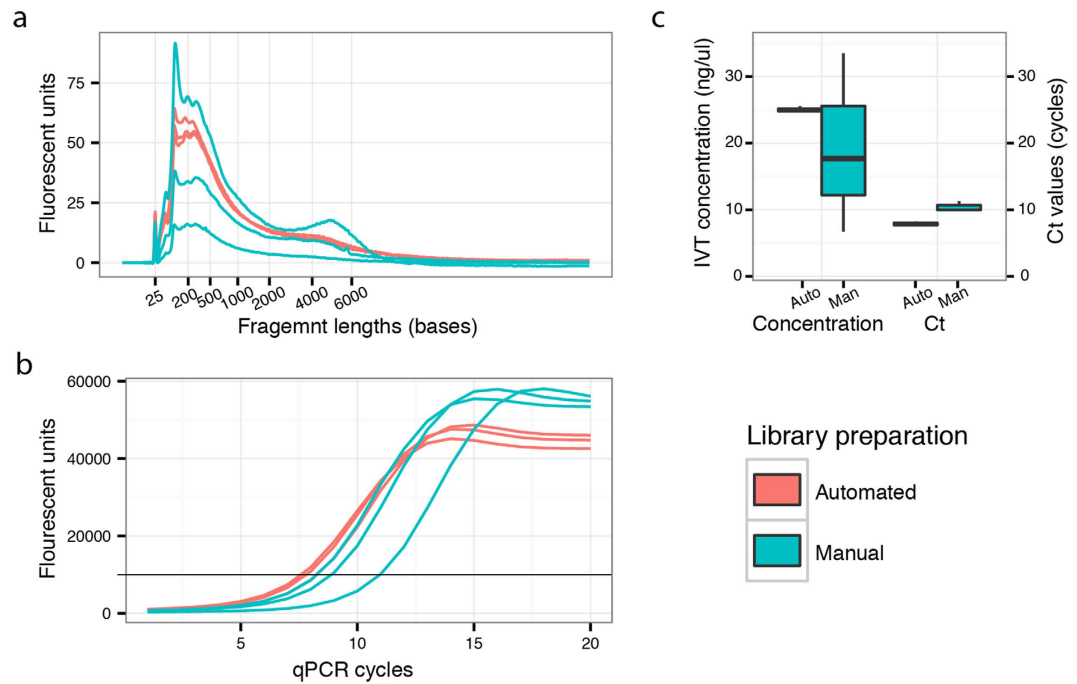 a
Fluorescent units
75
50
25
0
25
200
500
1000
2000
4000
6000
Fragemnt lengths (bases)
c
IVT concentration (ng/ul)
30
20
10
0
30
20
10
0
Ct values (cycles)
Auto
Man
Auto
Man
Concentration
Ct
b
Flourescent units
60000
40000
20000
0
5
10
15
20
qPCR cycles
Library preparation
Automated
Manual